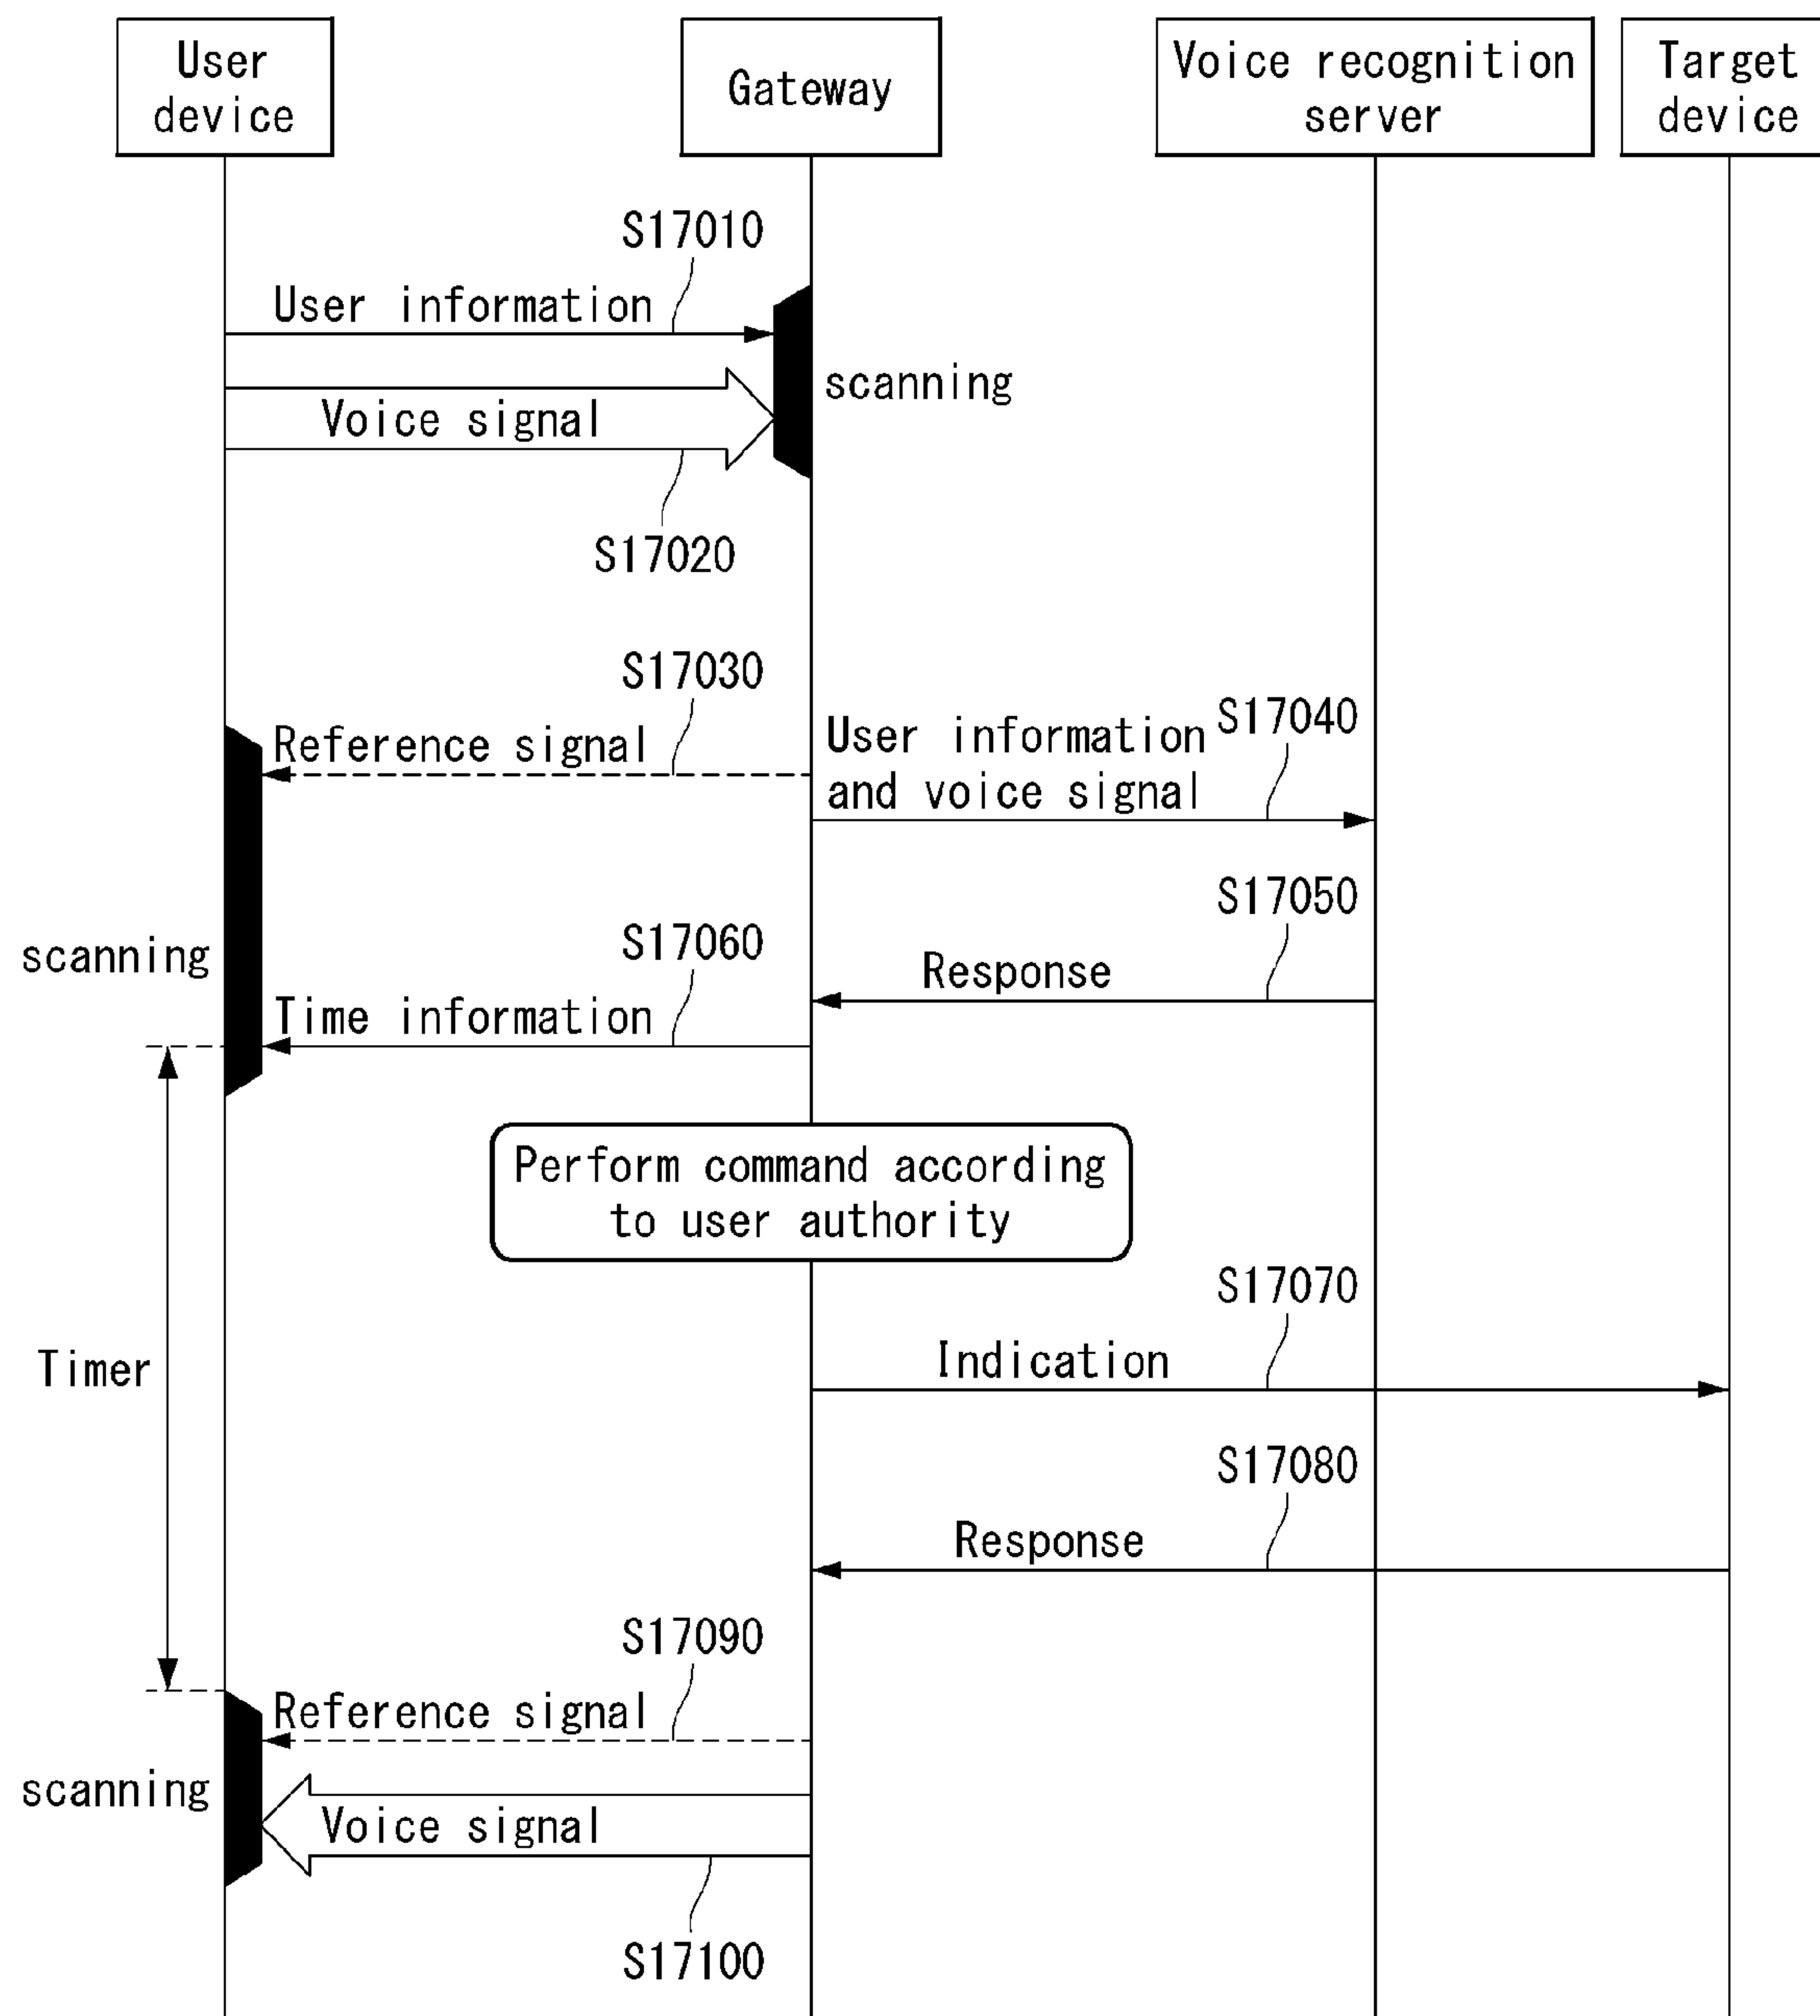 User
device
Gateway
Voice recognition
server
Target
device
S17010
User information
scanning
Voice signal
S17020
S17030
Reference signal
User information
and voice signal
S17040
S17050
Response
scanning
S17060
Time information
Perform command according
to user authority
S17070
Indication
Timer
S17080
Response
S17090
Reference signal
scanning
Voice signal
S17100